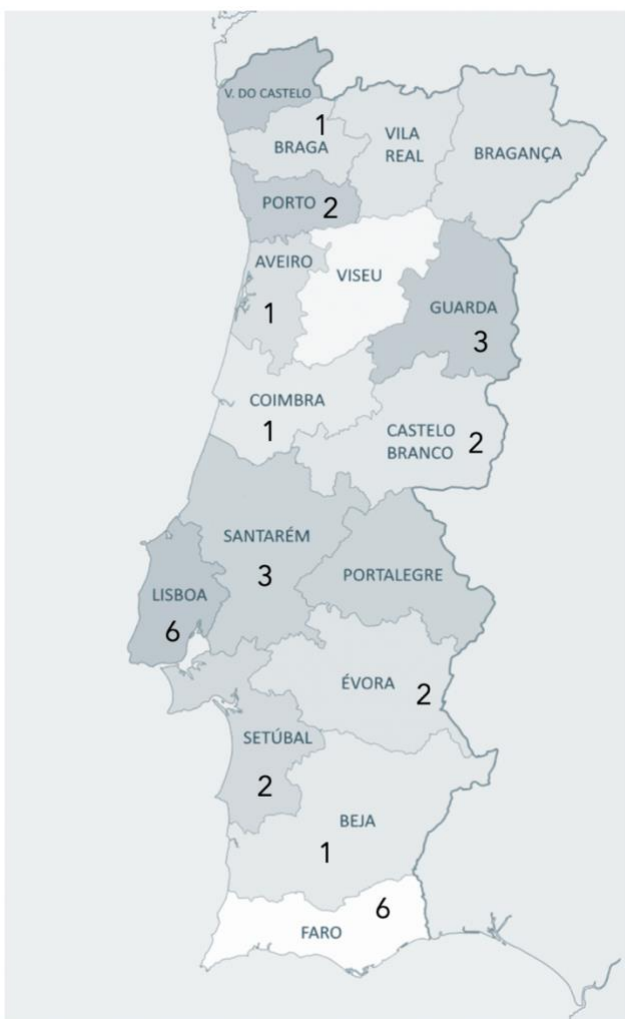 V. DO CASTELO
1
BRAGA
VILA
REAL
BRAGANÇA
PORTO 2
AVEIRO
1
VISEU
GUARDA
3
COIMBRA
1
CASTELO
BRANCO 2
SANTARÉM
3
PORTALEGRE
LISBOA
6
ÉVORA 2
SETÚBAL
2
BEJA
1
6
FARO